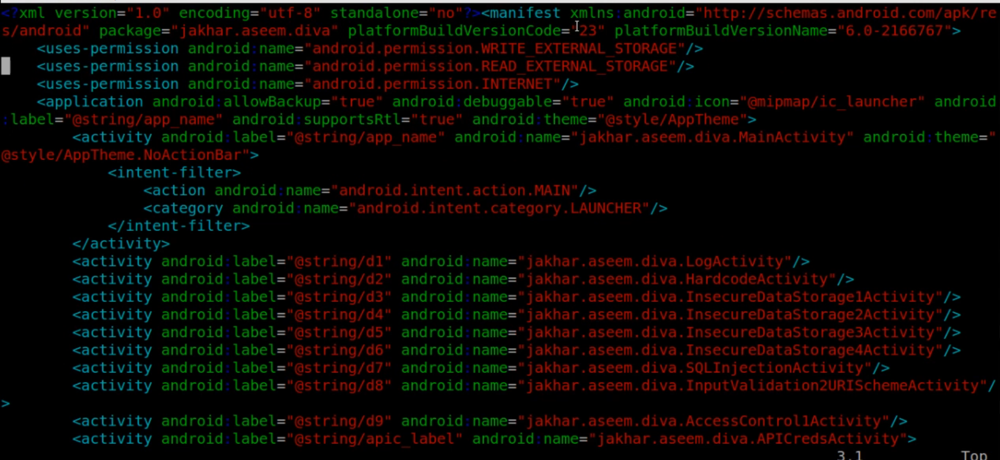 <?xml version="1.0" encoding="utf-8" standalone="no"?><manifest xmlns:android="http://schemas.android.com/apk/re
s/android" package="jakhar.aseem.diva" platformBuildVersionCode="23" platformBuildVersionName="6.0-2166767">
    <uses-permission android:name="android.permission.WRITE_EXTERNAL_STORAGE"/>
    <uses-permission android:name="android.permission.READ_EXTERNAL_STORAGE"/>
    <uses-permission android:name="android.permission.INTERNET"/>
    <application android:allowBackup="true" android:debuggable="true" android:icon="@mipmap/ic_launcher" android
:label="@string/app_name" android:supportsRtl="true" android:theme="@style/AppTheme">
        <activity android:label="@string/app_name" android:name="jakhar.aseem.diva.MainActivity" android:theme="
@style/AppTheme.NoActionBar">
            <intent-filter>
                <action android:name="android.intent.action.MAIN"/>
                <category android:name="android.intent.category.LAUNCHER"/>
            </intent-filter>
        </activity>
        <activity android:label="@string/d1" android:name="jakhar.aseem.diva.LogActivity"/>
        <activity android:label="@string/d2" android:name="jakhar.aseem.diva.HardcodeActivity"/>
        <activity android:label="@string/d3" android:name="jakhar.aseem.diva.InsecureDataStorage1Activity"/>
        <activity android:label="@string/d4" android:name="jakhar.aseem.diva.InsecureDataStorage2Activity"/>
        <activity android:label="@string/d5" android:name="jakhar.aseem.diva.InsecureDataStorage3Activity"/>
        <activity android:label="@string/d6" android:name="jakhar.aseem.diva.InsecureDataStorage4Activity"/>
        <activity android:label="@string/d7" android:name="jakhar.aseem.diva.SQLInjectionActivity"/>
        <activity android:label="@string/d8" android:name="jakhar.aseem.diva.InputValidation2URISchemeActivity"/
>
        <activity android:label="@string/d9" android:name="jakhar.aseem.diva.AccessControl1Activity"/>
        <activity android:label="@string/apic_label" android:name="jakhar.aseem.diva.APICredsActivity">
3,1 Top